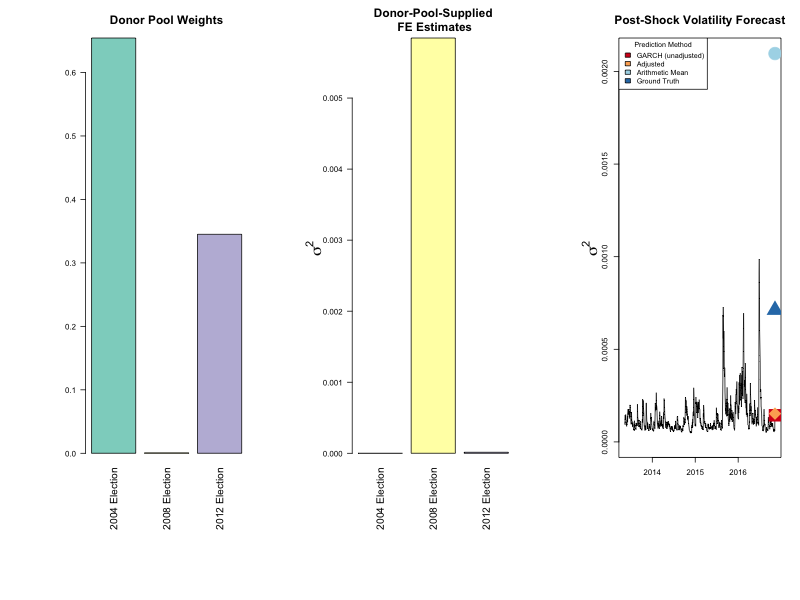 Donor Pool Weights
0.6
0.5
0.4
0.3
0.2
0.1
0.0
2004 Election
2008 Election
2012 Election
Donor-Pool-Supplied
FE Estimates
σ2
0.005
0.004
0.003
0.002
0.001
0.000
2004 Election
2008 Election
2012 Election
Post-Shock Volatility Forecast
Prediction Method
GARCH (unadjusted)
Adjusted
Arithmetic Mean
Ground Truth
σ2
0.0020
0.0015
0.0010
0.0005
0.0000
2014
2015
2016